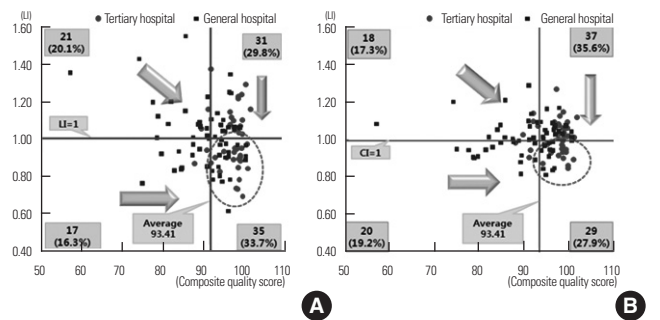 (LI)
Tertiary hospital General hospital
1.60
1.40
1.20
1.00
0.80
0.60
0.40
21
(20.1%)
31
(29.8%)
LI=1
17
(16.3%)
Average
93.41
35
(33.7%)
50 60 70 80 90 100 110
(Composite quality score)
A
(LI)
Tertiary hospital General hospital
1.60
1.40
1.20
1.00
0.80
0.60
0.40
18
(17.3%)
37
(35.6%)
CI=1
20
(19.2%)
Average
93.41
29
(27.9%)
50 60 70 80 90 100 110
(Composite quality score)
B